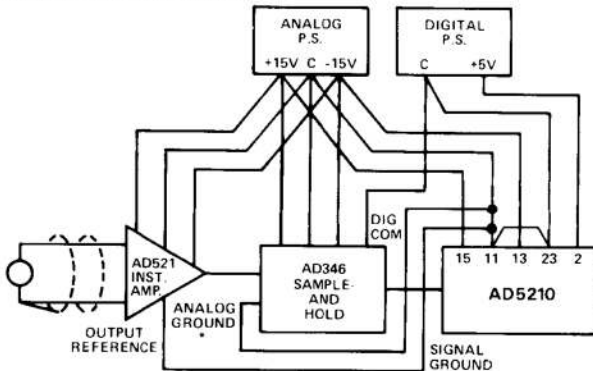 ANALOG
P.S.
+15V C -15V
DIGITAL
P.S.
C +5V
DIG
COM
15 11 13 23 2
AD5210
AD521
INST.
AMP.
AD346
SAMPLE-
AND
HOLD
ANALOG
GROUND
*
OUTPUT
REFERENCE
SIGNAL
GROUND